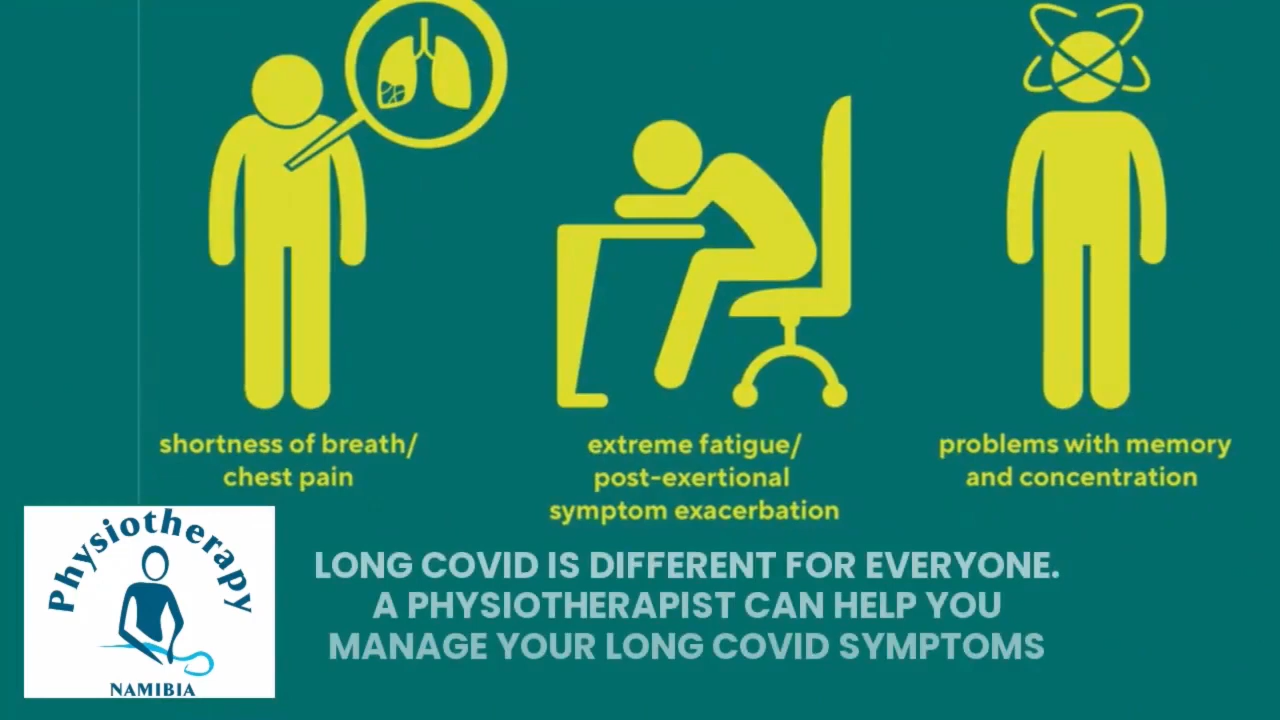 shortness of breath/
chest pain
extreme fatigue/
post-exertional
symptom exacerbation
problems with memory
and concentration
Physiotherapy
NAMIBIA
LONG COVID IS DIFFERENT FOR EVERYONE.
A PHYSIOTHERAPIST CAN HELP YOU
MANAGE YOUR LONG COVID SYMPTOMS